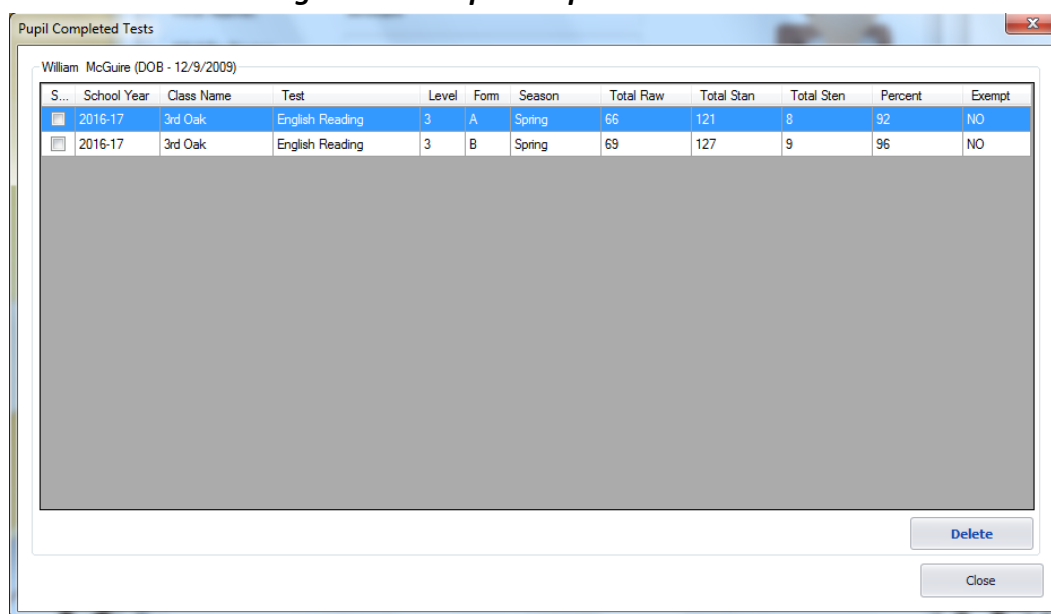 Pupil Completed Tests
William McGuire (DOB - 12/9/2009)
S... School Year Class Name Test Level Form Season Total Raw Total Stan Total Sten Percent Exempt
2016-17 3rd Oak English Reading 3 A Spring 66 121 8 92 NO
2016-17 3rd Oak English Reading 3 B Spring 69 127 9 96 NO
Delete
Close